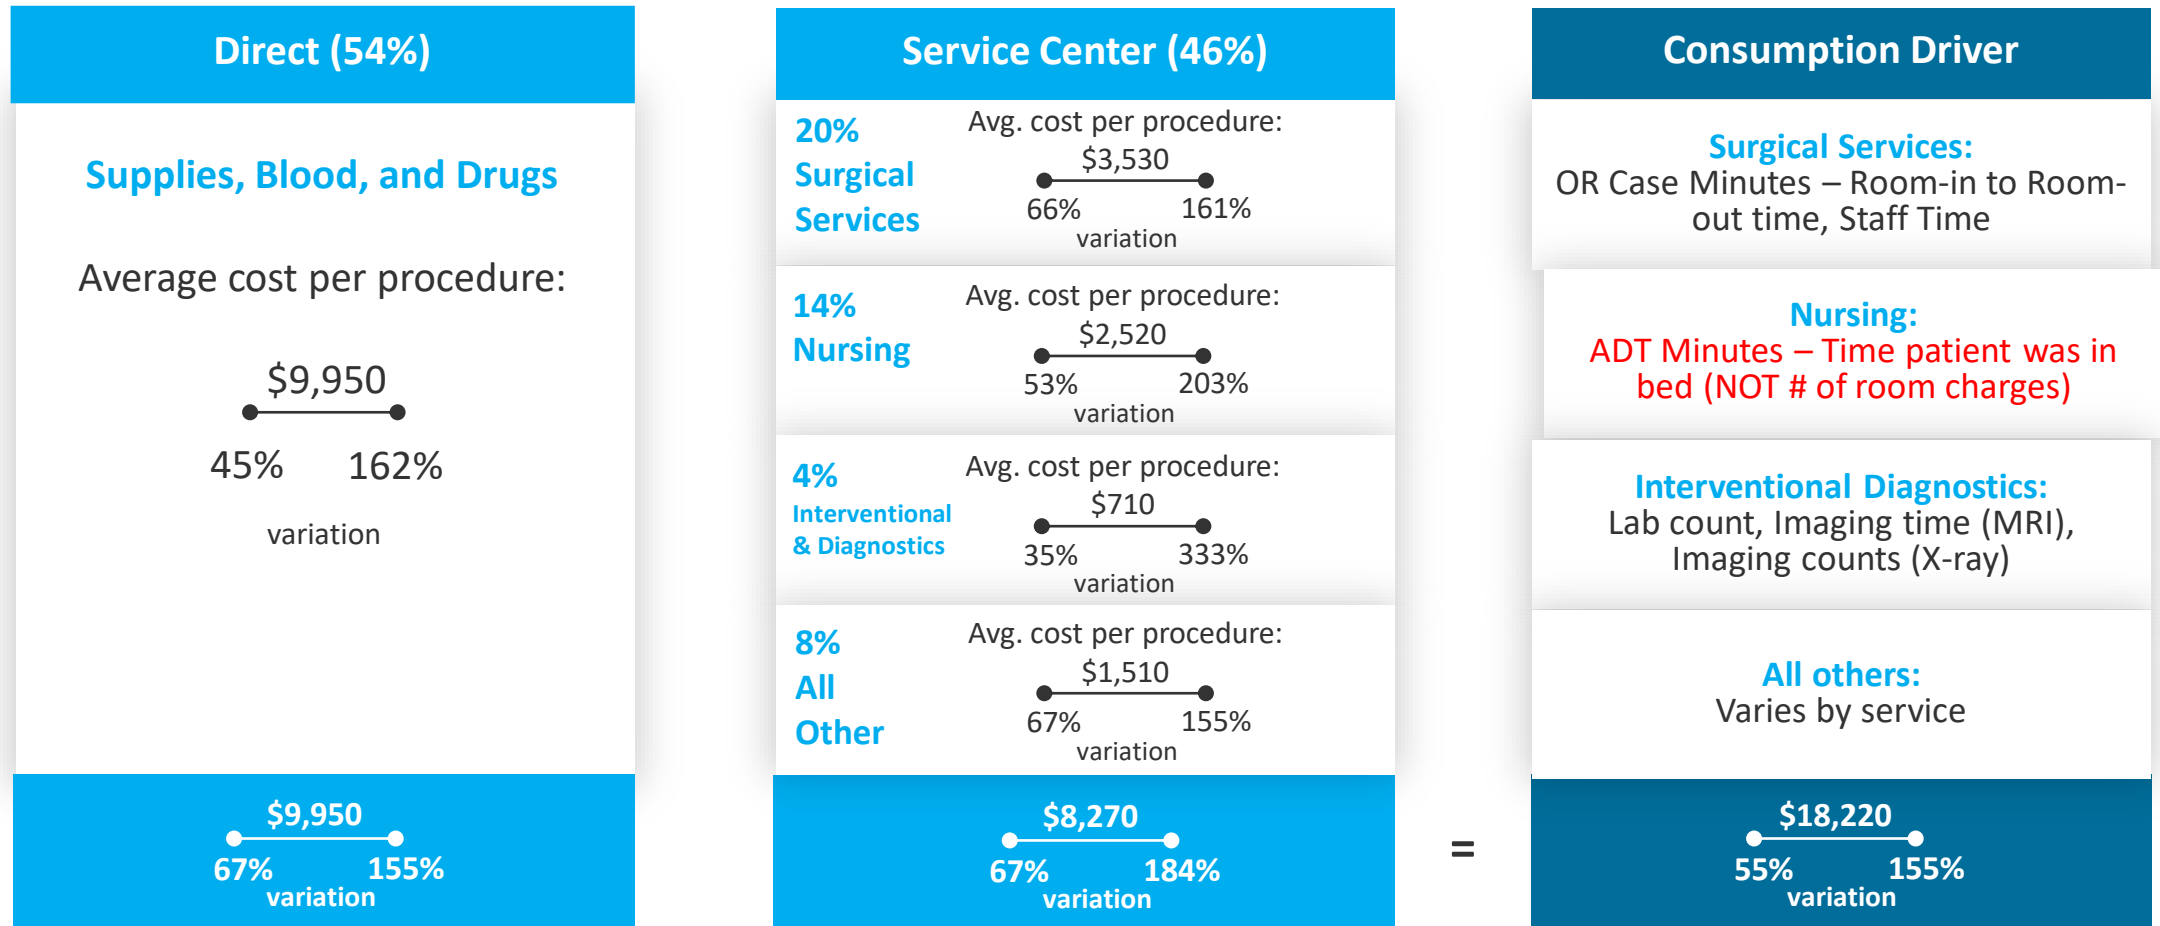 Direct (54%)
Supplies, Blood, and Drugs
Average cost per procedure:
$9,950
45% 162%
variation
$9,950
67% 155%
variation
Service Center (46%)
20%
Surgical
Services
Avg. cost per procedure:
$3,530
66% 161%
variation
14%
Nursing
Avg. cost per procedure:
$2,520
53% 203%
variation
4%
Interventional
& Diagnostics
Avg. cost per procedure:
$710
35% 333%
variation
8%
All
Other
Avg. cost per procedure:
$1,510
67% 155%
variation
$8,270
67% 184%
variation
=
Consumption Driver
Surgical Services:
OR Case Minutes – Room-in to Room-
out time, Staff Time
Nursing:
ADT Minutes – Time patient was in
bed (NOT # of room charges)
Interventional Diagnostics:
Lab count, Imaging time (MRI),
Imaging counts (X-ray)
All others:
Varies by service
$18,220
55% 155%
variation